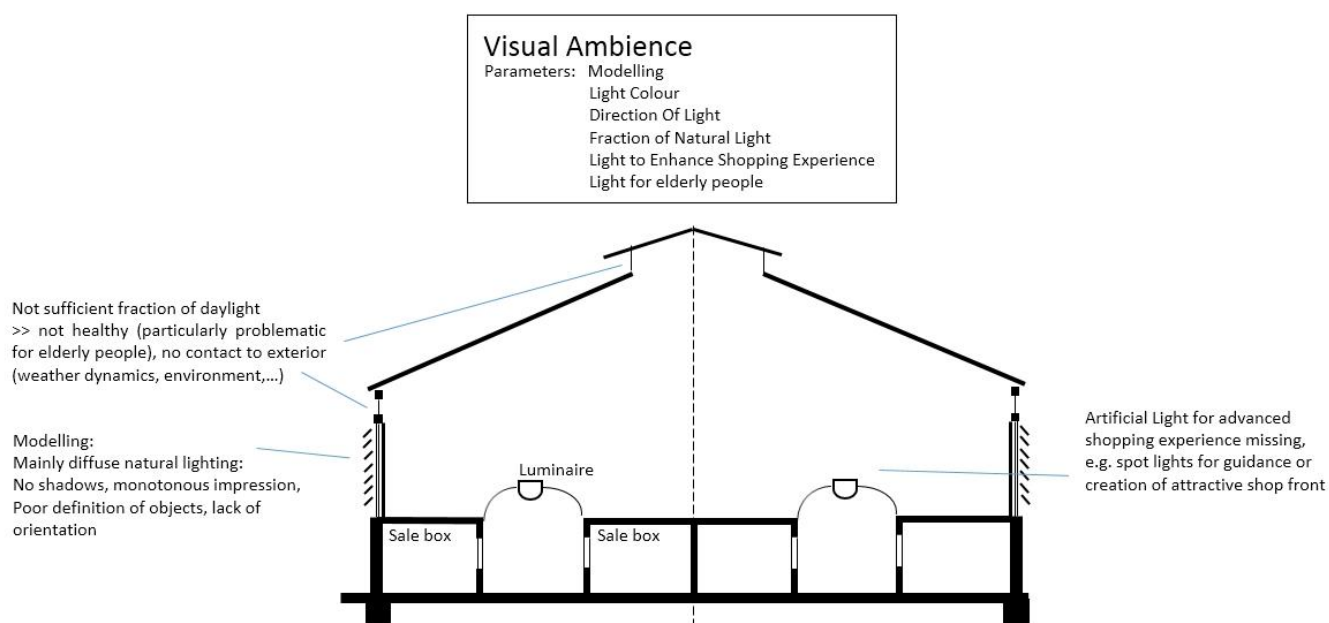 Visual Ambience
Parameters: Modelling
Light Colour
Direction Of Light
Fraction of Natural Light
Light to Enhance Shopping Experience
Light for elderly people
Not sufficient fraction of daylight
>> not healthy (particularly problematic
for elderly people), no contact to exterior
(weather dynamics, environment,...)
Modelling:
Mainly diffuse natural lighting:
No shadows, monotonous impression,
Poor definition of objects, lack of
orientation
Luminaire
Sale box
Sale box
Artificial Light for advanced
shopping experience missing,
e.g. spot lights for guidance or
creation of attractive shop front